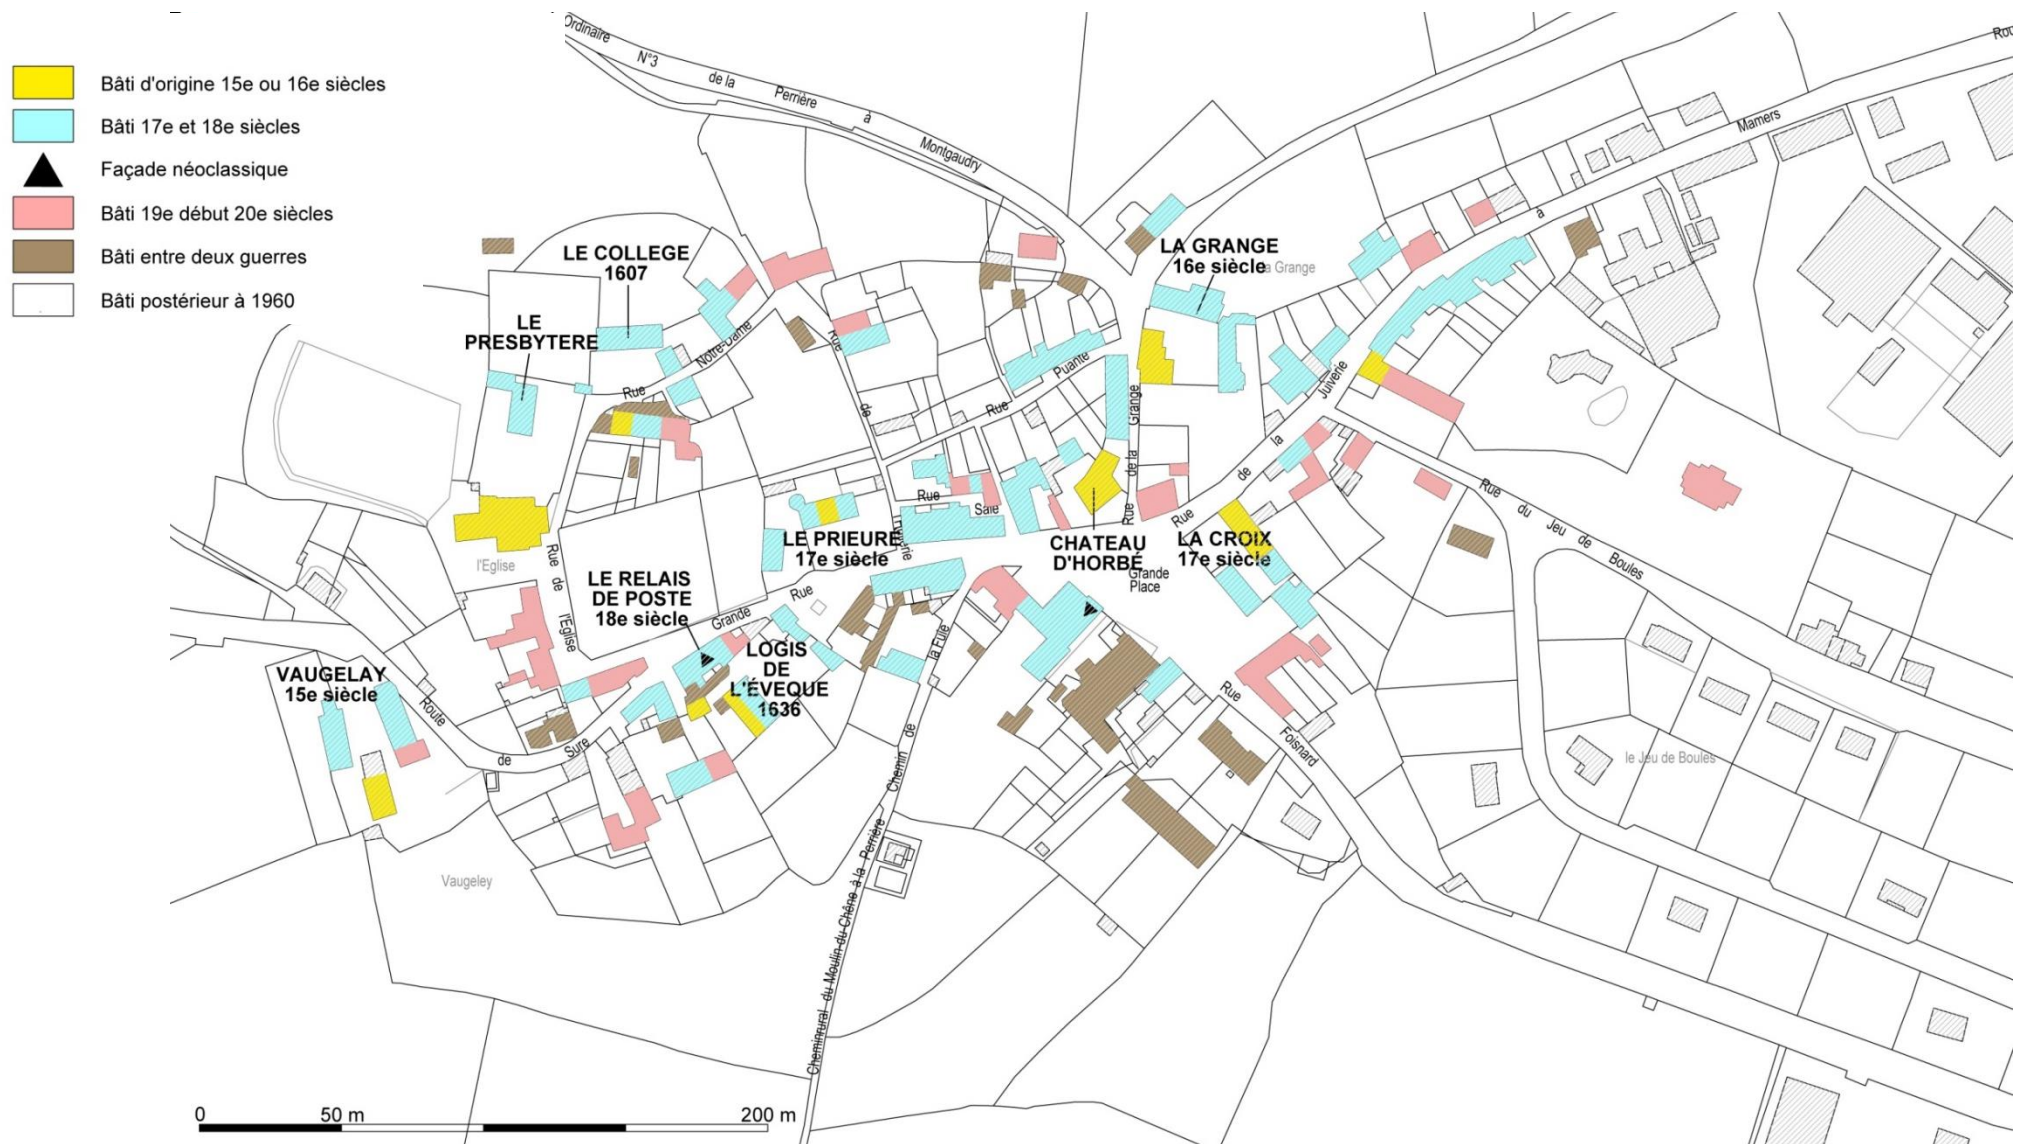 Bâti d'origine 15e ou 16e siècles
Bâti 17e et 18e siècles
Façade néoclassique
Bâti 19e début 20e siècles
Bâti entre deux guerres
Bâti postérieur à 1960
Ordinaire
N°3
de la
Perrière
à
Montgaudry
Rou
Mamers
à
LE COLLEGE
1607
LA GRANGE
16e siècle
la Grange
LE
PRESBYTERE
Rue
Notre-Dame
Rue
de
Rue
Puante
Rue
de la
Grange
Juiverie
la
de
Rue
Rue
Sale
LE PRIEURE
17e siècle
CHATEAU
D'HORBÉ
LA CROIX
17e siècle
Grande
Place
Rue
du
Jeu
de
Boules
l'Eglise
Rue de
l'Eglise
LE RELAIS
DE POSTE
18e siècle
Grande
Rue
LOGIS
DE
L'ÉVEQUE
1636
VAUGELAY
15e siècle
Route
de
Sure
la Fuie
de
Chemin
Rue
Foisnard
le Jeu de Boules
Vaugeley
Cheminrural du Moulin du Chêne à la Perrière
0
50 m
200 m